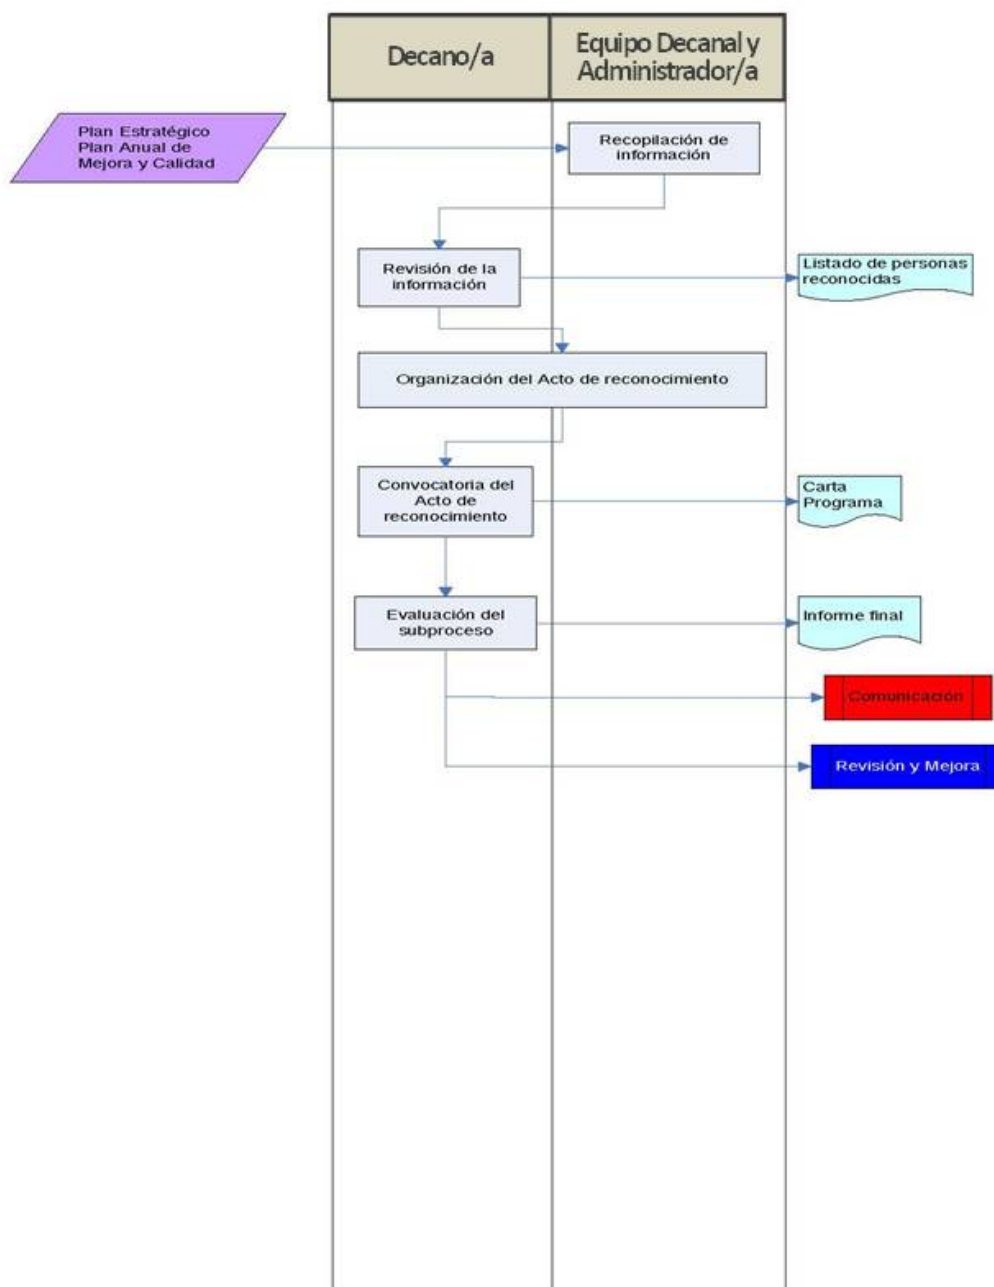 Decano/a
Equipo Decanal y
Administrador/a
Plan Estratégico
Plan Anual de
Mejora y Calidad
Recopilación de
información
Revisión de la
información
Listado de personas
reconocidas
Organización del Acto de reconocimiento
Convocatoria del
Acto de
reconocimiento
Carta
Programa
Evaluación del
subproceso
Informe final
Comunicación
Revisión y Mejora